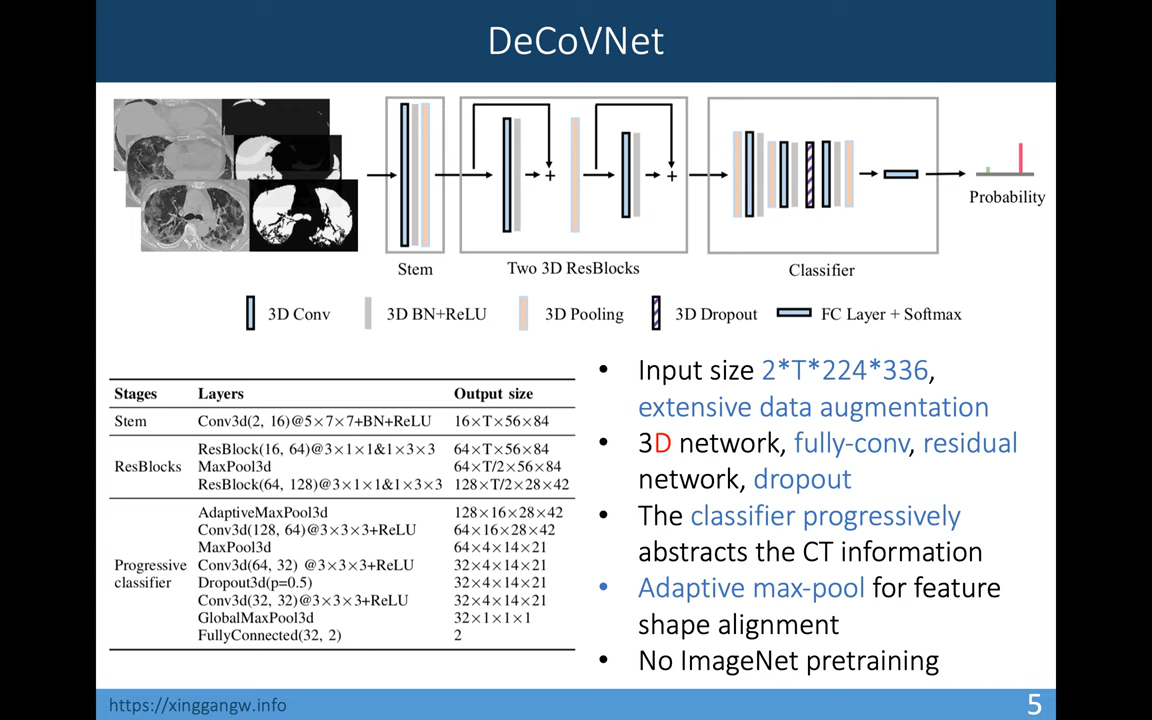 DeCoVNet
Probability
Stem
Two 3D ResBlocks
Classifier
3D Conv
3D BN+ReLU
3D Pooling
3D Dropout
FC Layer + Softmax
Stages Layers Output size
Stem Conv3d(2, 16)@5×7×7+BN+ReLU 16×T×56×84
ResBlock(16, 64)@3×1×1&1×3×3 64×T×56×84
ResBlocks MaxPool3d 64×T/2×56×84
ResBlock(64, 128)@3×1×1&1×3×3 128×T/2×28×42
AdaptiveMaxPool3d 128×16×28×42
Conv3d(128, 64)@3×3×3+ReLU 64×16×28×42
MaxPool3d 64×4×14×21
Progressive Conv3d(64, 32) @3×3×3+ReLU 32×4×14×21
classifier Dropout3d(p=0.5) 32×4×14×21
Conv3d(32, 32)@3×3×3+ReLU 32×4×14×21
GlobalMaxPool3d 32×1×1×1
FullyConnected(32, 2) 2
• Input size 2*T*224*336,
extensive data augmentation
• 3D network, fully-conv, residual
network, dropout
• The classifier progressively
abstracts the CT information
• Adaptive max-pool for feature
shape alignment
• No ImageNet pretraining
https://xinggangw.info
5